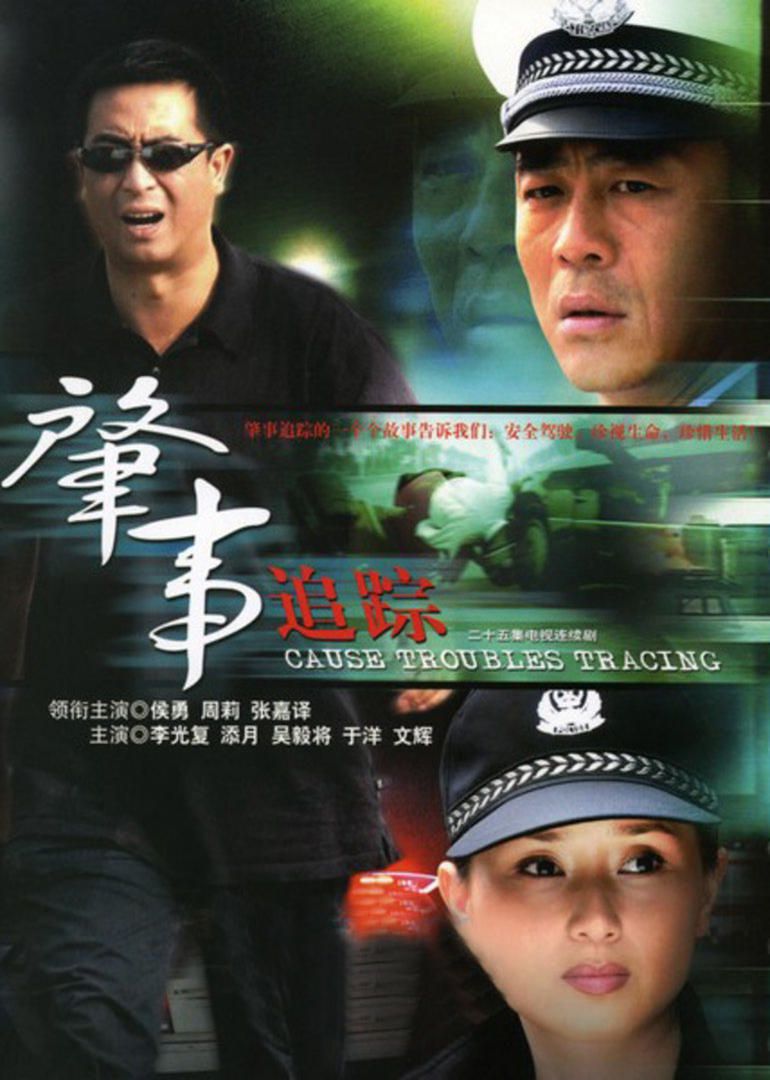 肇事追踪的一个个故事告诉我们：安全驾驶、珍视生命、珍惜生活！
肇事追踪
二十五集电视连续剧
CAUSE TROUBLES TRACING
领衔主演◎侯勇 周莉 张嘉译
主演◎李光复 添月 吴毅将 于洋 文辉